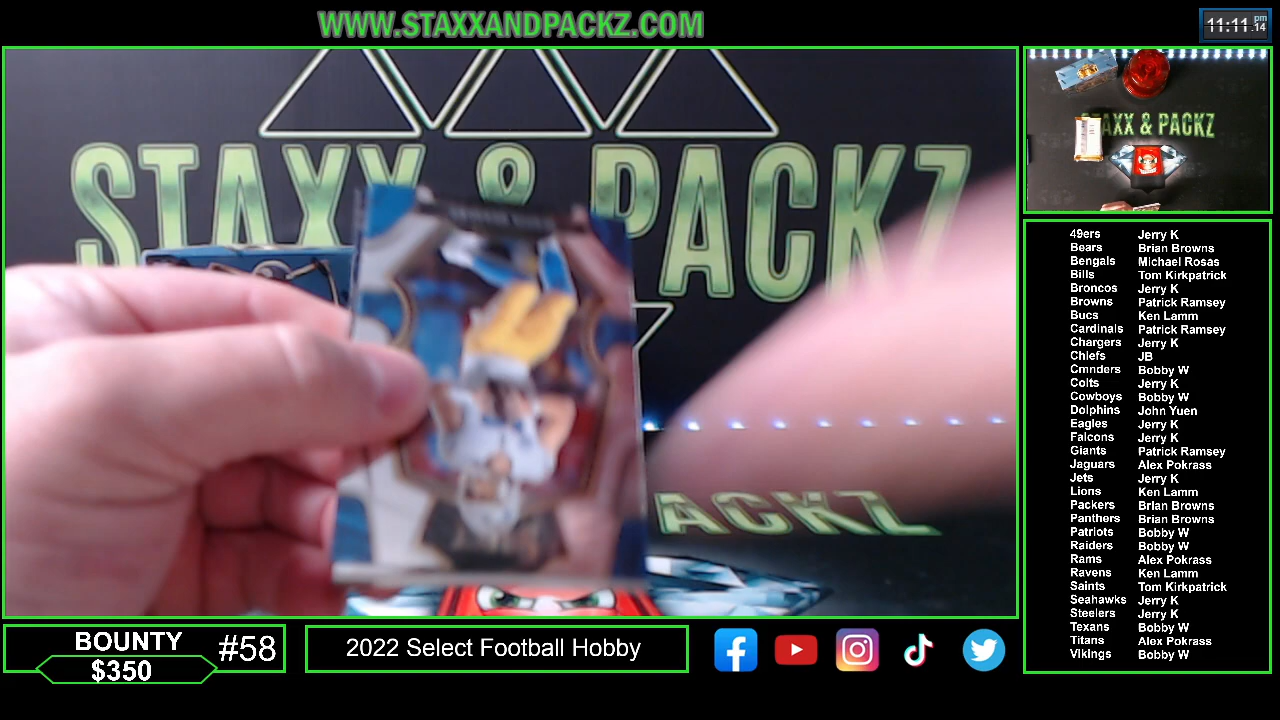 WWW.STAXXANDPACKZ.COM
11:11 pm
.14
STAXX & PACKZ
PACKZ
STAXX & PACKZ
49ers Jerry K
Bears Brian Browns
Bengals Michael Rosas
Bills Tom Kirkpatrick
Broncos Jerry K
Browns Patrick Ramsey
Bucs Ken Lamm
Cardinals Patrick Ramsey
Chargers Jerry K
Chiefs JB
Cmnders Bobby W
Colts Jerry K
Cowboys Bobby W
Dolphins John Yuen
Eagles Jerry K
Falcons Jerry K
Giants Patrick Ramsey
Jaguars Alex Pokrass
Jets Jerry K
Lions Ken Lamm
Packers Brian Browns
Panthers Brian Browns
Patriots Bobby W
Raiders Bobby W
Rams Alex Pokrass
Ravens Ken Lamm
Saints Tom Kirkpatrick
Seahawks Jerry K
Steelers Jerry K
Texans Bobby W
Titans Alex Pokrass
Vikings Bobby W
BOUNTY #58
$350
2022 Select Football Hobby